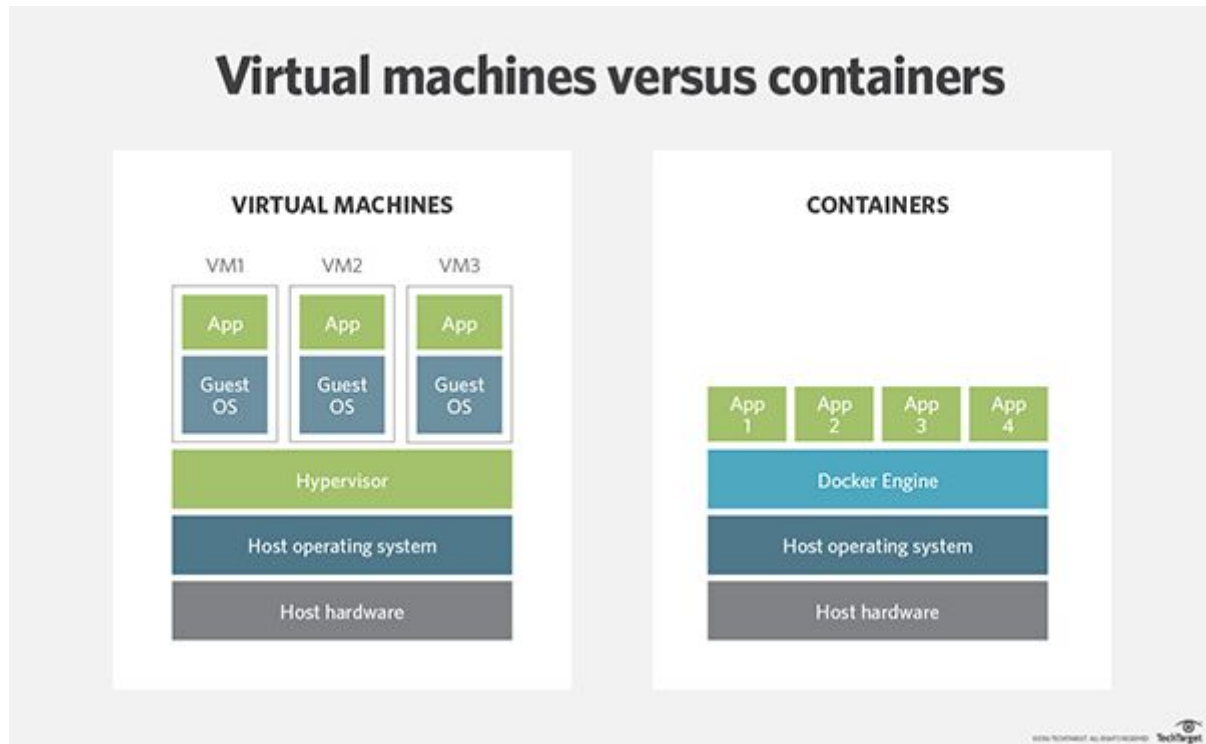 Virtual machines versus containers
VIRTUAL MACHINES
VM1 VM2 VM3
App App App
Guest OS Guest OS Guest OS
Hypervisor
Host operating system
Host hardware
CONTAINERS
App 1 App 2 App 3 App 4
Docker Engine
Host operating system
Host hardware
TechTarget